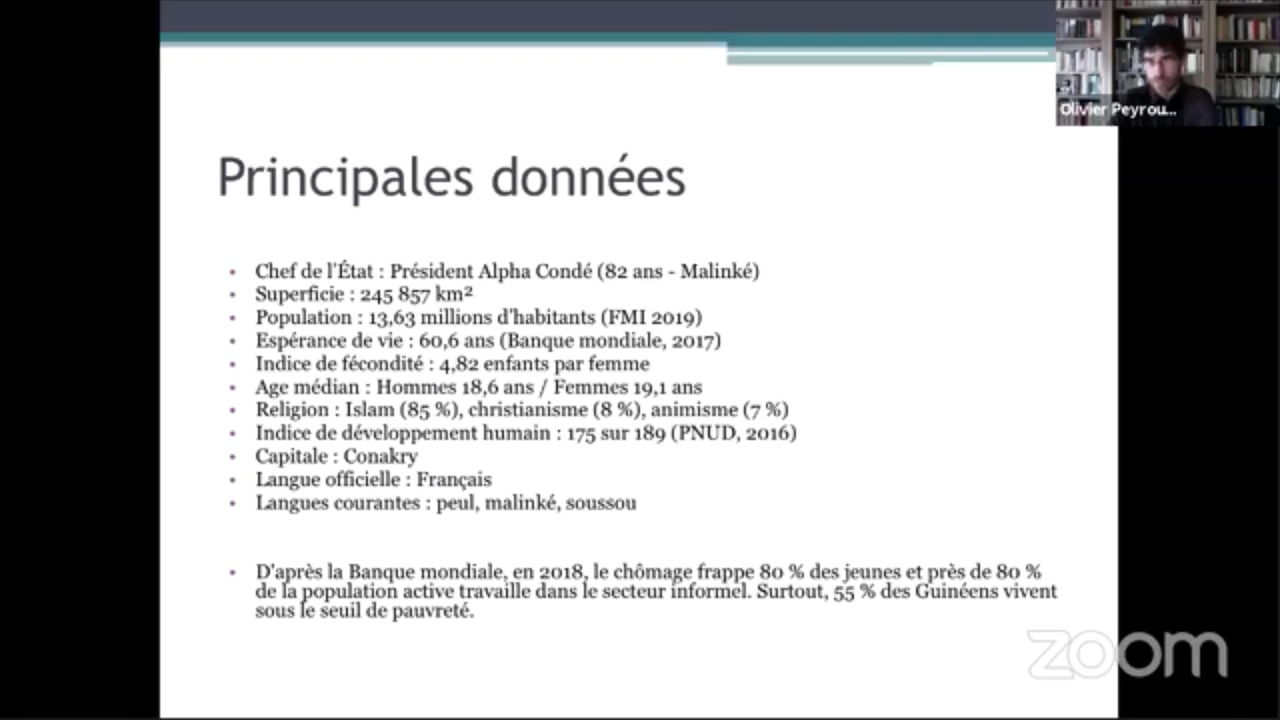 Olivier Peyrou...
Principales données
• Chef de l'État : Président Alpha Condé (82 ans - Malinké)
• Superficie : 245 857 km²
• Population : 13,63 millions d'habitants (FMI 2019)
• Espérance de vie : 60,6 ans (Banque mondiale, 2017)
• Indice de fécondité : 4,82 enfants par femme
• Age médian : Hommes 18,6 ans / Femmes 19,1 ans
• Religion : Islam (85 %), christianisme (8 %), animisme (7 %)
• Indice de développement humain : 175 sur 189 (PNUD, 2016)
• Capitale : Conakry
• Langue officielle : Français
• Langues courantes : peul, malinké, soussou
• D'après la Banque mondiale, en 2018, le chômage frappe 80 % des jeunes et près de 80 %
de la population active travaille dans le secteur informel. Surtout, 55 % des Guinéens vivent
sous le seuil de pauvreté.
zoom